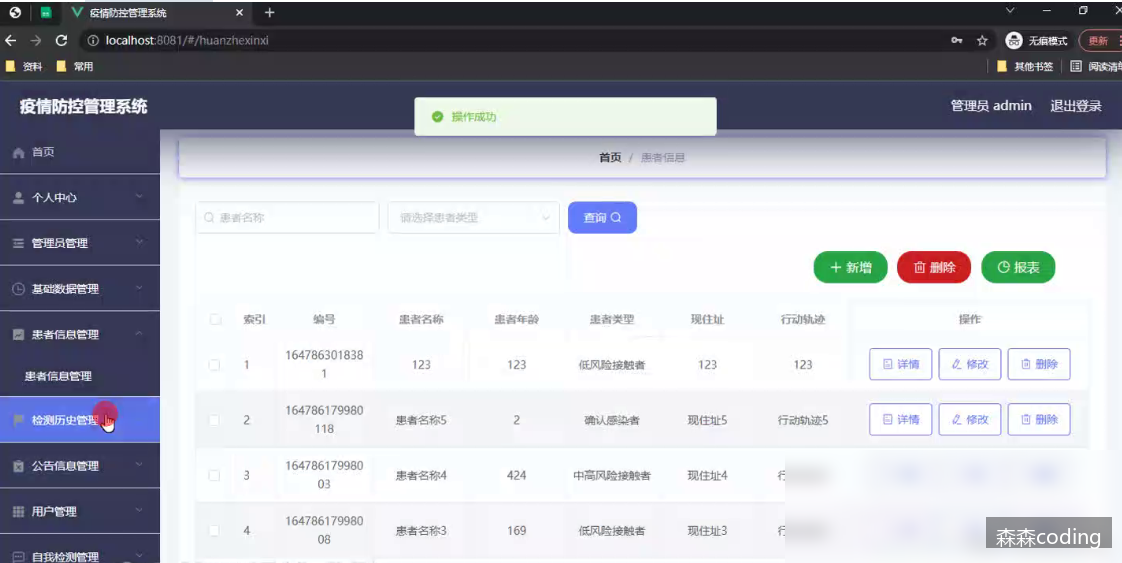 疫情防控管理系统
localhost:8081/#/huanzhexinxi
无痕模式
更新
资料
常用
其他书签
阅读清单
疫情防控管理系统
操作成功
管理员 admin
退出登录
首页
个人中心
管理员管理
基础数据管理
患者信息管理
患者信息管理
检测历史管理
公告信息管理
用户管理
自我检测管理
首页 / 患者信息
患者名称
请选择患者类型
查询
新增
删除
报表
索引 编号 患者名称 患者年龄 患者类型 现住址 行动轨迹 操作
1 1647863018381 123 123 低风险接触者 123 123 详情 修改 删除
2 164786179980118 患者名称5 2 确认感染者 现住址5 行动轨迹5 详情 修改 删除
3 16478617998003 患者名称4 424 中高风险接触者 现住址4
4 16478617998008 患者名称3 169 低风险接触者 现住址3
森森coding